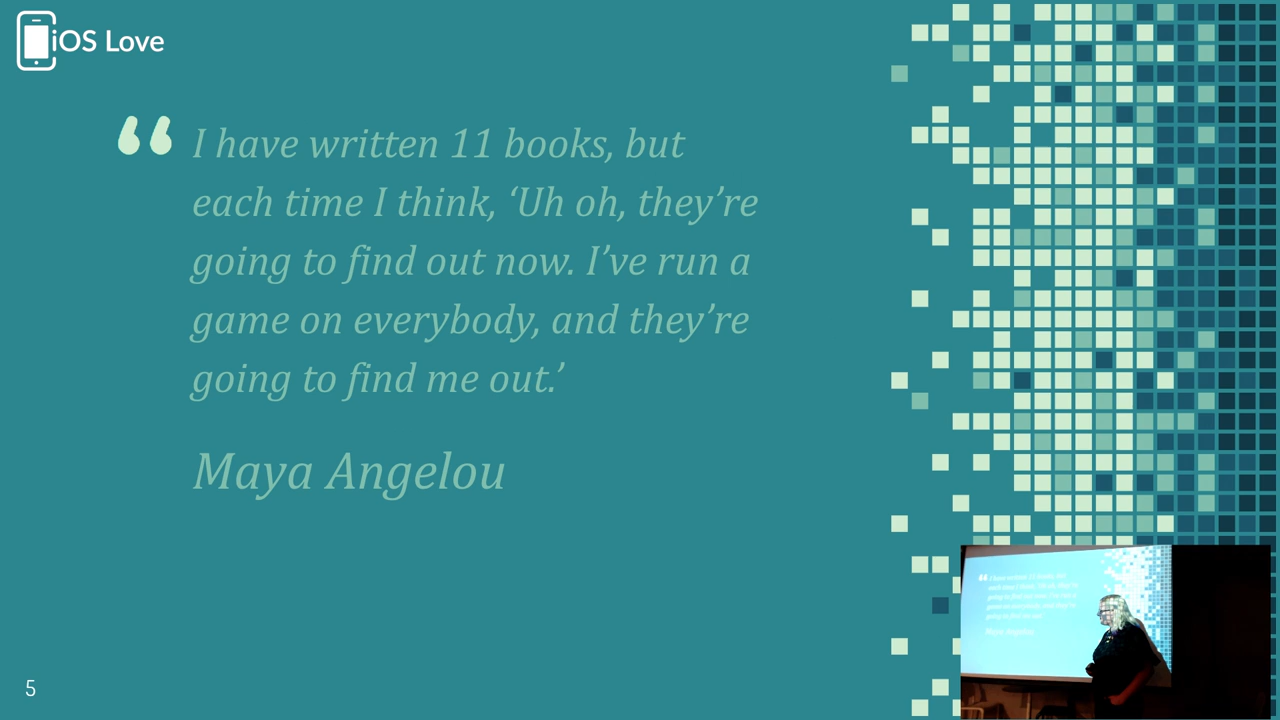 iOS Love
“ I have written 11 books, but
each time I think, ‘Uh oh, they’re
going to find out now. I’ve run a
game on everybody, and they’re
going to find me out.’
Maya Angelou
5